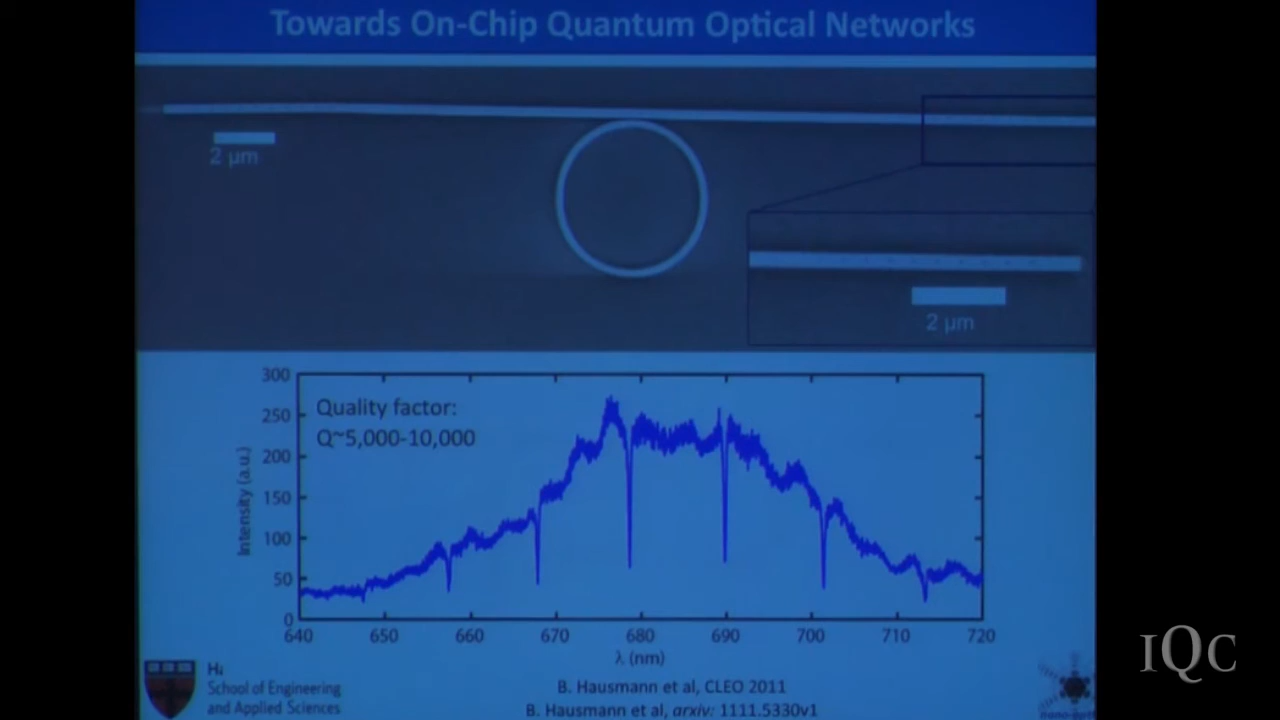 Towards On-Chip Quantum Optical Networks
2 μm
2 μm
Quality factor:
Q~5,000-10,000
Intensity (a.u.)
300
250
200
150
100
50
0
640 650 660 670 680 690 700 710 720
λ (nm)
School of Engineering
and Applied Sciences
B. Hausmann et al, CLEO 2011
B. Hausmann et al, arxiv: 1111.5330v1
IQC